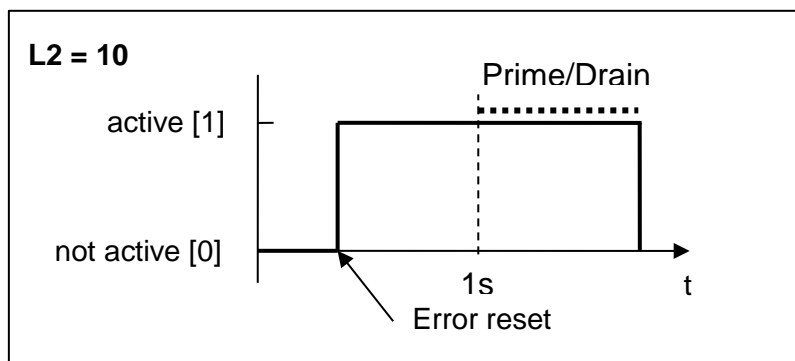 L2 = 10
Prime/Drain
active [1]
not active [0]
1s
t
Error reset